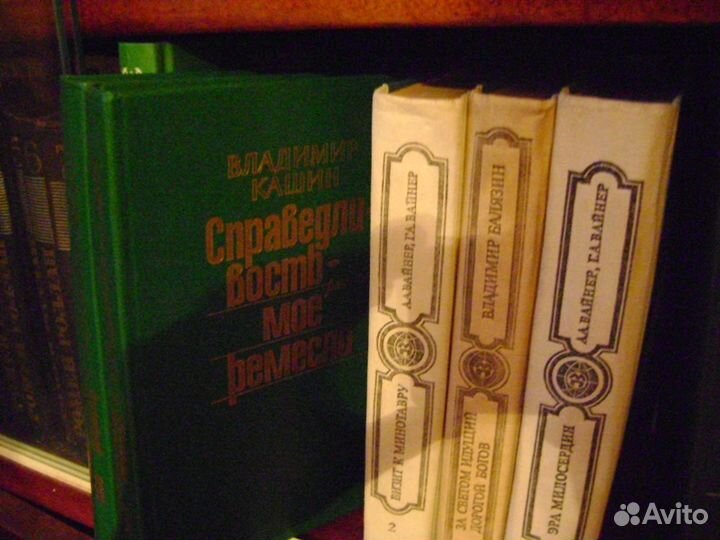 ВЛАДИМИР
КАШИН
Справедли
вость-
мое
ремесло
А.А.ВАЙНЕР, Г.А.ВАЙНЕР
ВИЗИТ К МИНОТАВРУ
2
ВЛАДИМИР БАЛЯЗИН
ЗА СВЕТОМ ИДУЩИЙ
ДОРОГОЙ БОГОВ
А.А. ВАЙНЕР, Г.А. ВАЙНЕР
ЭРА МИЛОСЕРДИЯ
Avito